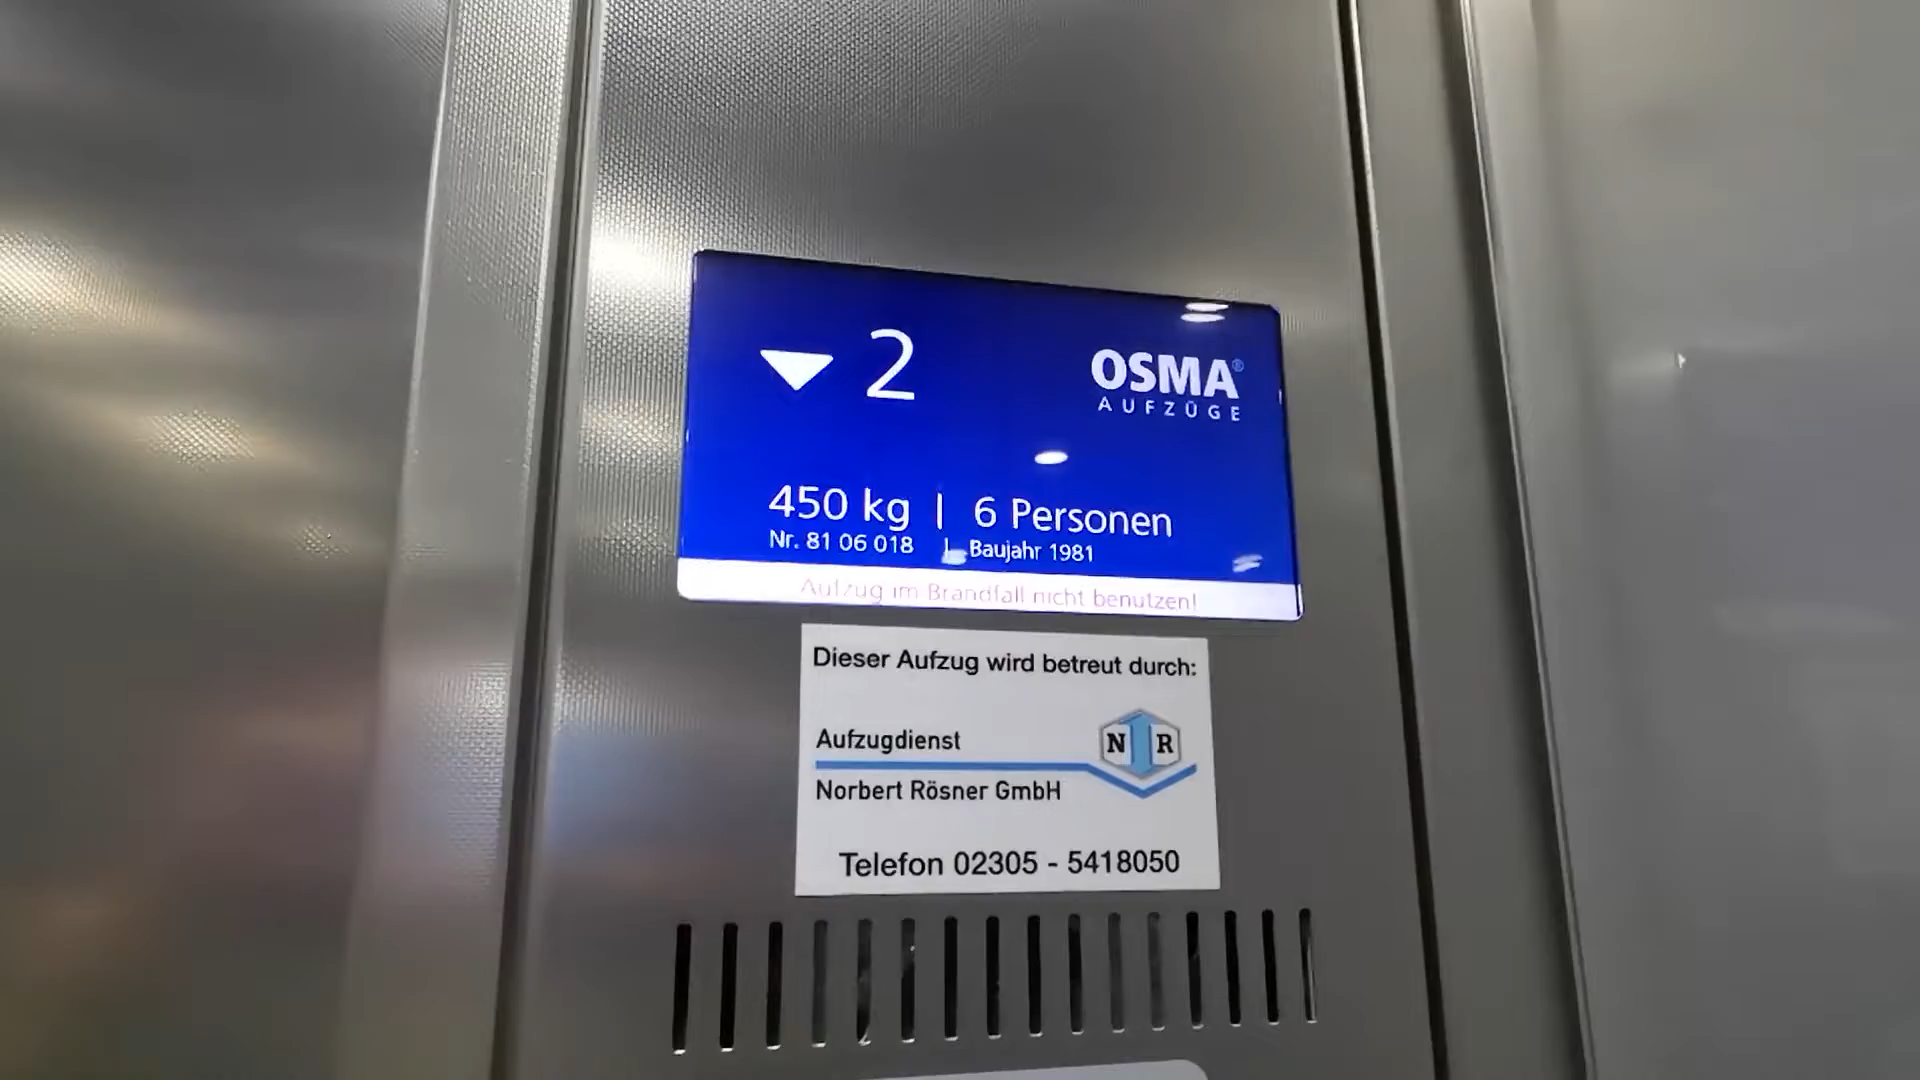 2
OSMA®
AUFZÜGE
450 kg | 6 Personen
Nr. 81 06 018 | Baujahr 1981
Aufzug im Brandfall nicht benutzen!
Dieser Aufzug wird betreut durch:
Aufzugdienst
N R
Norbert Rösner GmbH
Telefon 02305 - 5418050